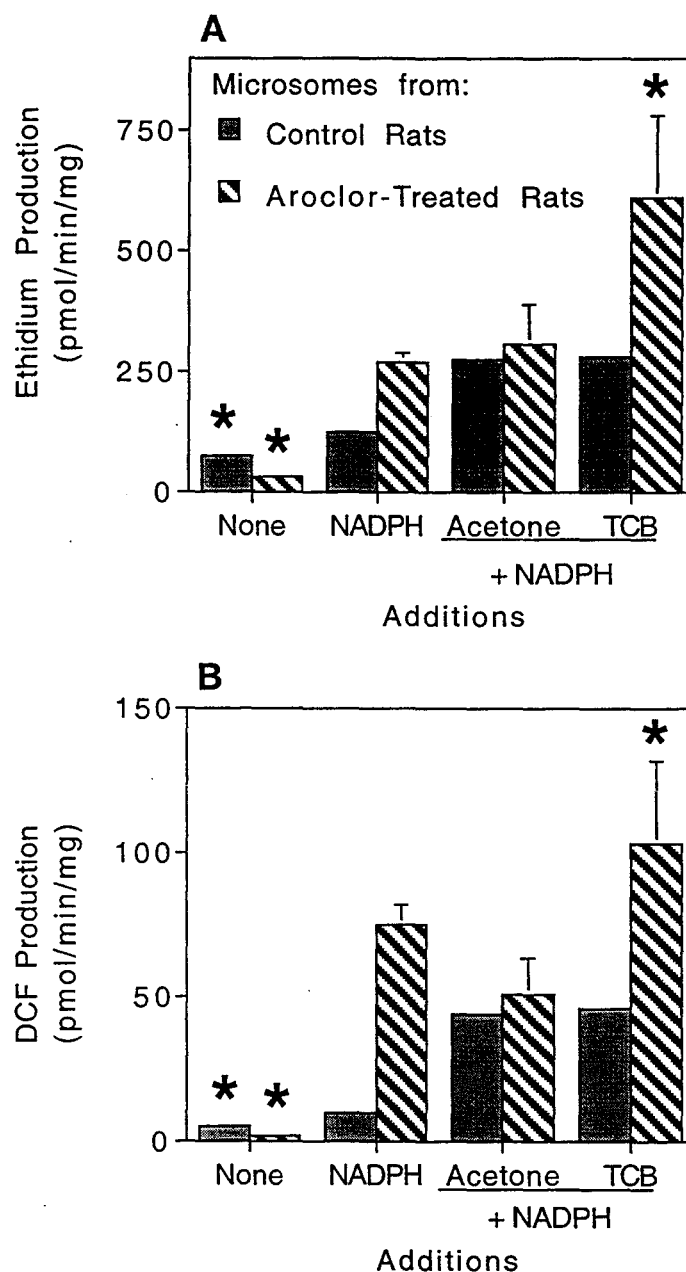 A
Ethidium Production
(pmol/min/mg)
Microsomes from:
Control Rats
Aroclor-Treated Rats
*
750
500
250
0
* *
None NADPH Acetone TCB
+ NADPH
Additions
B
DCF Production
(pmol/min/mg)
150
100
50
0
*
* *
None NADPH Acetone TCB
+ NADPH
Additions